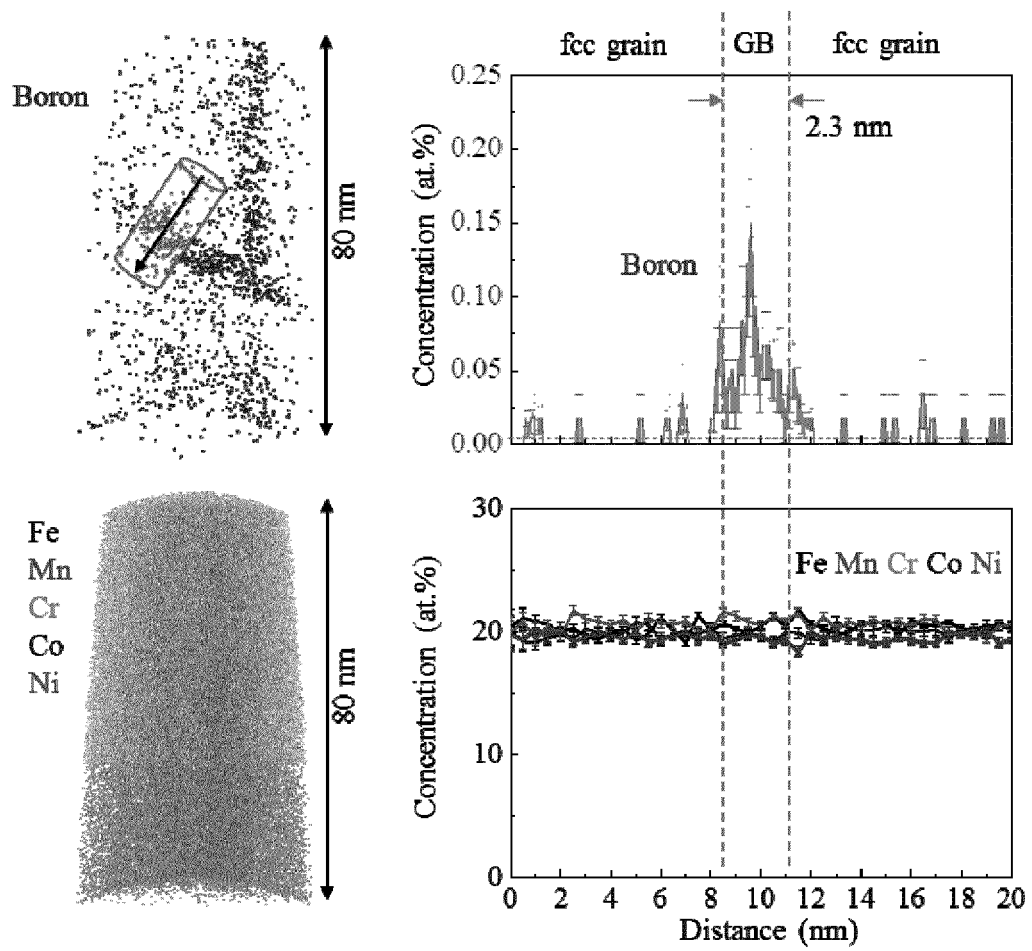 Boron
80 nm
fcc grain GB fcc grain
0.25
0.20
0.15
0.10
0.05
0.00
Concentration (at.%)
2.3 nm
Boron
Fe
Mn
Cr
Co
Ni
80 nm
30
20
10
0
Concentration (at.%)
Fe Mn Cr Co Ni
0 2 4 6 8 10 12 14 16 18 20
Distance (nm)